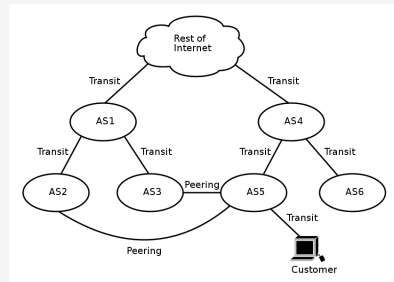 Rest of
Internet
Transit
Transit
AS1
AS4
Transit
Transit
Transit
Transit
AS2
AS3
Peering
AS5
AS6
Transit
Peering
Customer